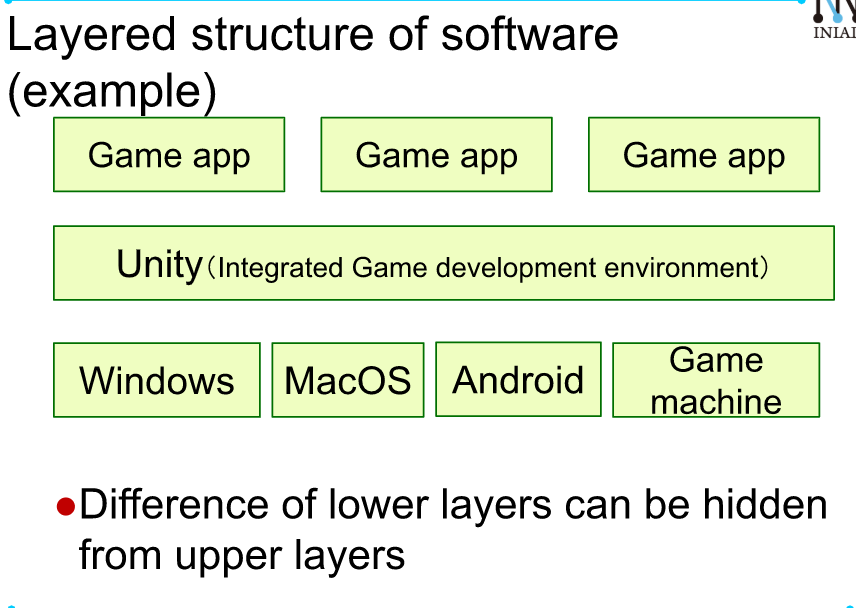 Layered structure of software
(example)
Game app
Game app
Game app
Unity（Integrated Game development environment）
Windows
MacOS
Android
Game
machine
●Difference of lower layers can be hidden
from upper layers